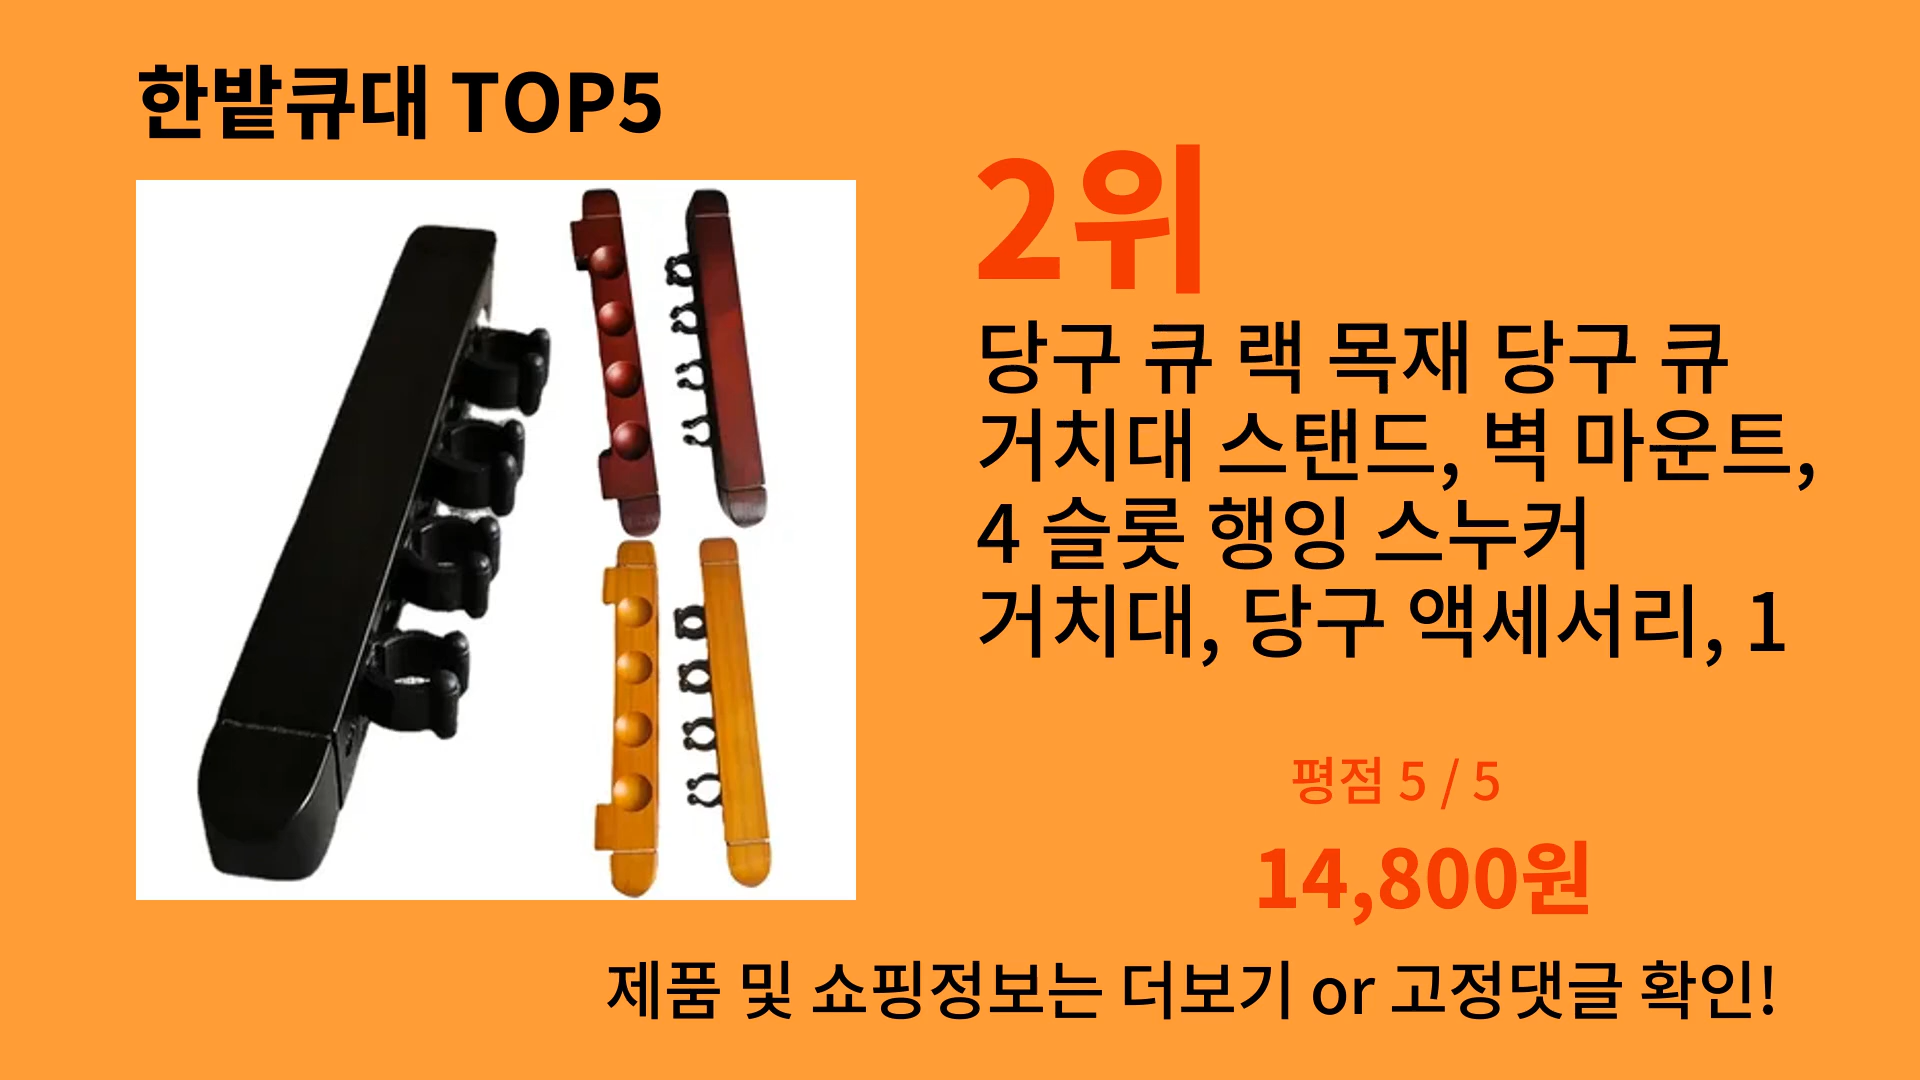 한밭큐대 TOP5
2위
당구 큐 랙 목재 당구 큐
거치대 스탠드, 벽 마운트,
4 슬롯 행잉 스누커
거치대, 당구 액세서리, 1
평점 5 / 5
14,800원
제품 및 쇼핑정보는 더보기 or 고정댓글 확인!